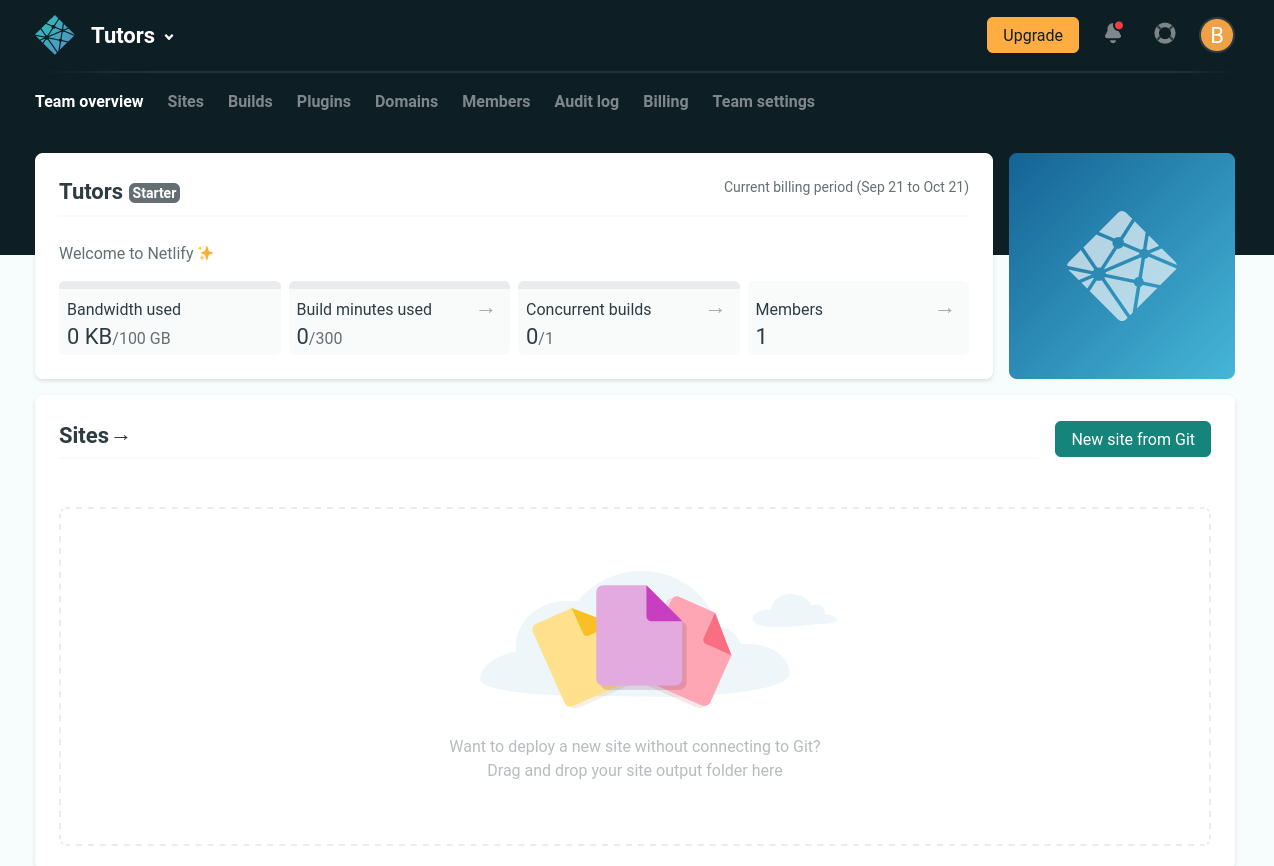 Tutors
Upgrade
B
Team overview Sites Builds Plugins Domains Members Audit log Billing Team settings
Tutors Starter
Current billing period (Sep 21 to Oct 21)
Welcome to Netlify ✨
Bandwidth used
0 KB/100 GB
Build minutes used →
0/300
Concurrent builds →
0/1
Members →
1
Sites →
New site from Git
Want to deploy a new site without connecting to Git?
Drag and drop your site output folder here